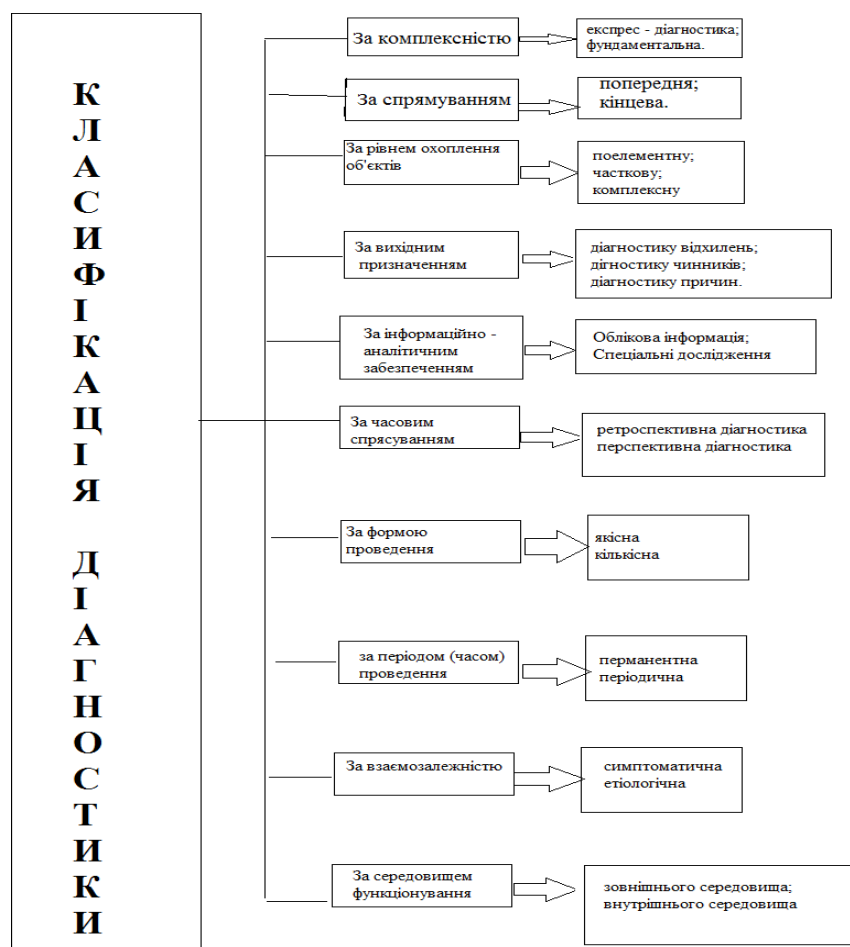 КЛАСИФІКАЦІЯ ДІАГНОСТИКИ
За комплексністю
експрес - діагностика;
фундаментальна.
За спрямуванням
попередня;
кінцева.
За рівнем охоплення
об'єктів
поелементну;
часткову;
комплексну
За вихідним
призначенням
діагностику відхилень;
дігностику чинників;
діагностику причин.
За інформаційно -
аналітичним
забезпеченням
Облікова інформація;
Спеціальні дослідження
За часовим
спрясуванням
ретроспективна діагностика
перспективна діагностика
За формою
проведення
якісна
кількісна
за періодом (часом)
проведення
перманентна
періодична
За взаємозалежністю
симптоматична
етіологічна
За середовищем
функціонування
зовнішнього середовища;
внутрішнього середовища